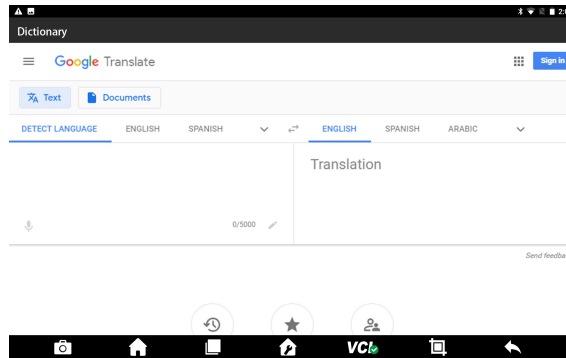 2:
Dictionary
Google Translate
Sign in
Text Documents
DETECT LANGUAGE ENGLISH SPANISH ENGLISH SPANISH ARABIC
Translation
0/5000
Send feedba
VCI